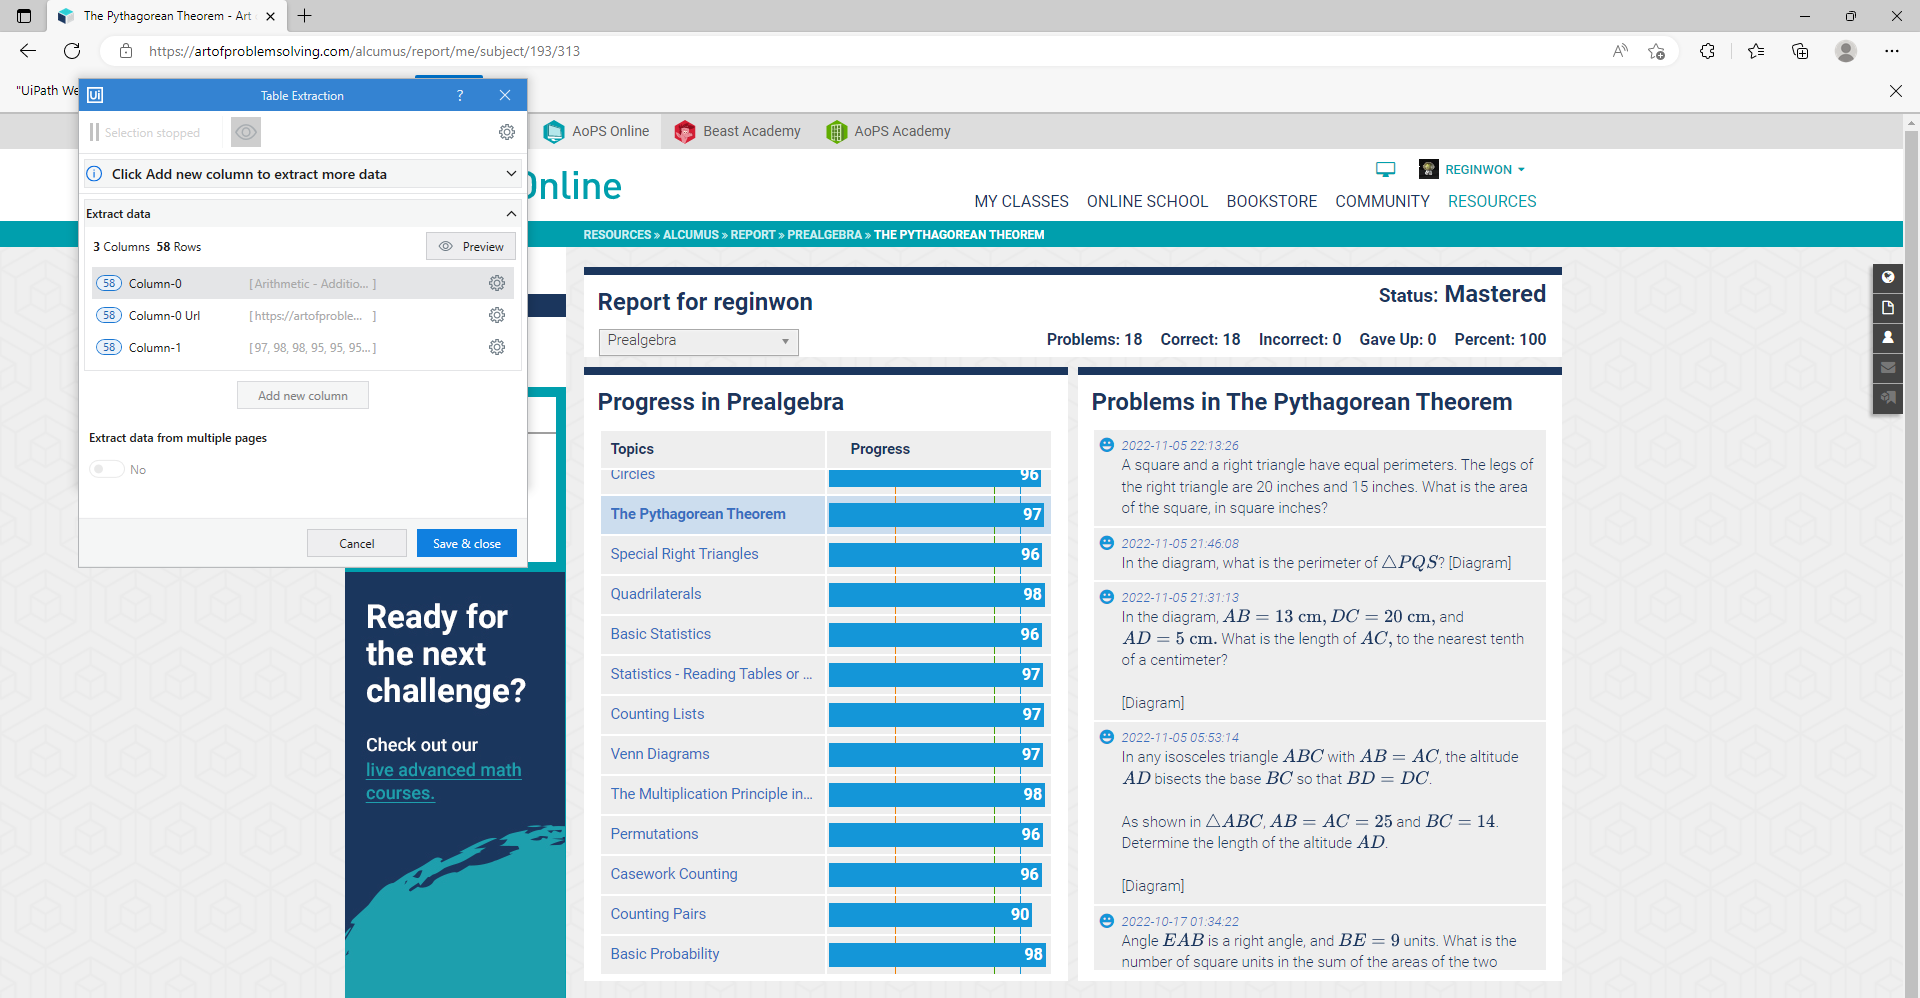 The Pythagorean Theorem - Art
https://artofproblemsolving.com/alcumus/report/me/subject/193/313
"UiPath We
Ui
Table Extraction
?
Selection stopped
Click Add new column to extract more data
Extract data
3 Columns 58 Rows
Preview
58 Column-0 [Arithmetic - Additio... ]
58 Column-0 Url [https://artofproble... ]
58 Column-1 [97, 98, 98, 95, 95, 95...]
Add new column
Extract data from multiple pages
No
Cancel
Save & close
AoPS Online
Beast Academy
AoPS Academy
Online
REGINWON
MY CLASSES ONLINE SCHOOL BOOKSTORE COMMUNITY RESOURCES
RESOURCES » ALCUMUS » REPORT » PREALGEBRA » THE PYTHAGOREAN THEOREM
Report for reginwon
Status: Mastered
Prealgebra
Problems: 18 Correct: 18 Incorrect: 0 Gave Up: 0 Percent: 100
Progress in Prealgebra
Topics Progress
Circles 96
The Pythagorean Theorem 97
Special Right Triangles 96
Quadrilaterals 98
Basic Statistics 96
Statistics - Reading Tables or ... 97
Counting Lists 97
Venn Diagrams 97
The Multiplication Principle in... 98
Permutations 96
Casework Counting 96
Counting Pairs 90
Basic Probability 98
Problems in The Pythagorean Theorem
2022-11-05 22:13:26
A square and a right triangle have equal perimeters. The legs of
the right triangle are 20 inches and 15 inches. What is the area
of the square, in square inches?
2022-11-05 21:46:08
In the diagram, what is the perimeter of △PQS? [Diagram]
2022-11-05 21:31:13
In the diagram, AB = 13 cm, DC = 20 cm, and
AD = 5 cm. What is the length of AC, to the nearest tenth
of a centimeter?
[Diagram]
2022-11-05 05:53:14
In any isosceles triangle ABC with AB = AC, the altitude
AD bisects the base BC so that BD = DC.
As shown in △ABC, AB = AC = 25 and BC = 14.
Determine the length of the altitude AD.
[Diagram]
2022-10-17 01:34:22
Angle EAB is a right angle, and BE = 9 units. What is the
number of square units in the sum of the areas of the two
Ready for
the next
challenge?
Check out our
live advanced math
courses.